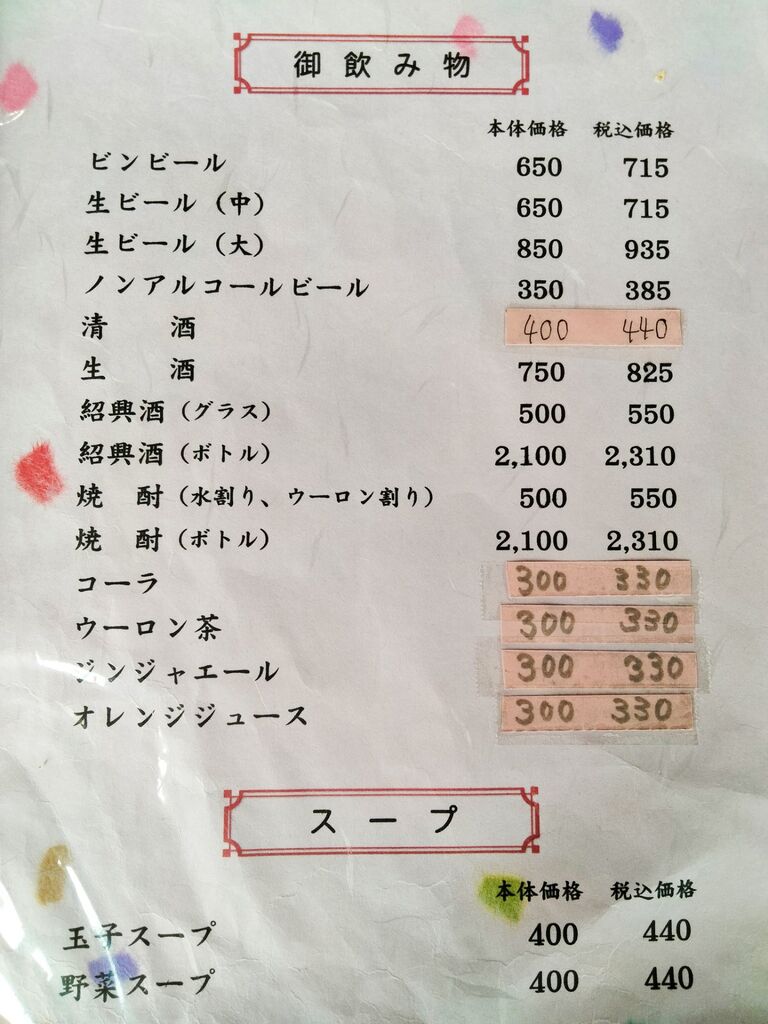 御飲み物
本体価格 税込価格
ビンビール 650 715
生ビール（中） 650 715
生ビール（大） 850 935
ノンアルコールビール 350 385
清酒 400 440
生酒 750 825
紹興酒（グラス） 500 550
紹興酒（ボトル） 2,100 2,310
焼酎（水割り、ウーロン割り） 500 550
焼酎（ボトル） 2,100 2,310
コーラ 300 330
ウーロン茶 300 330
ジンジャエール 300 330
オレンジジュース 300 330
スープ
本体価格 税込価格
玉子スープ 400 440
野菜スープ 400 440